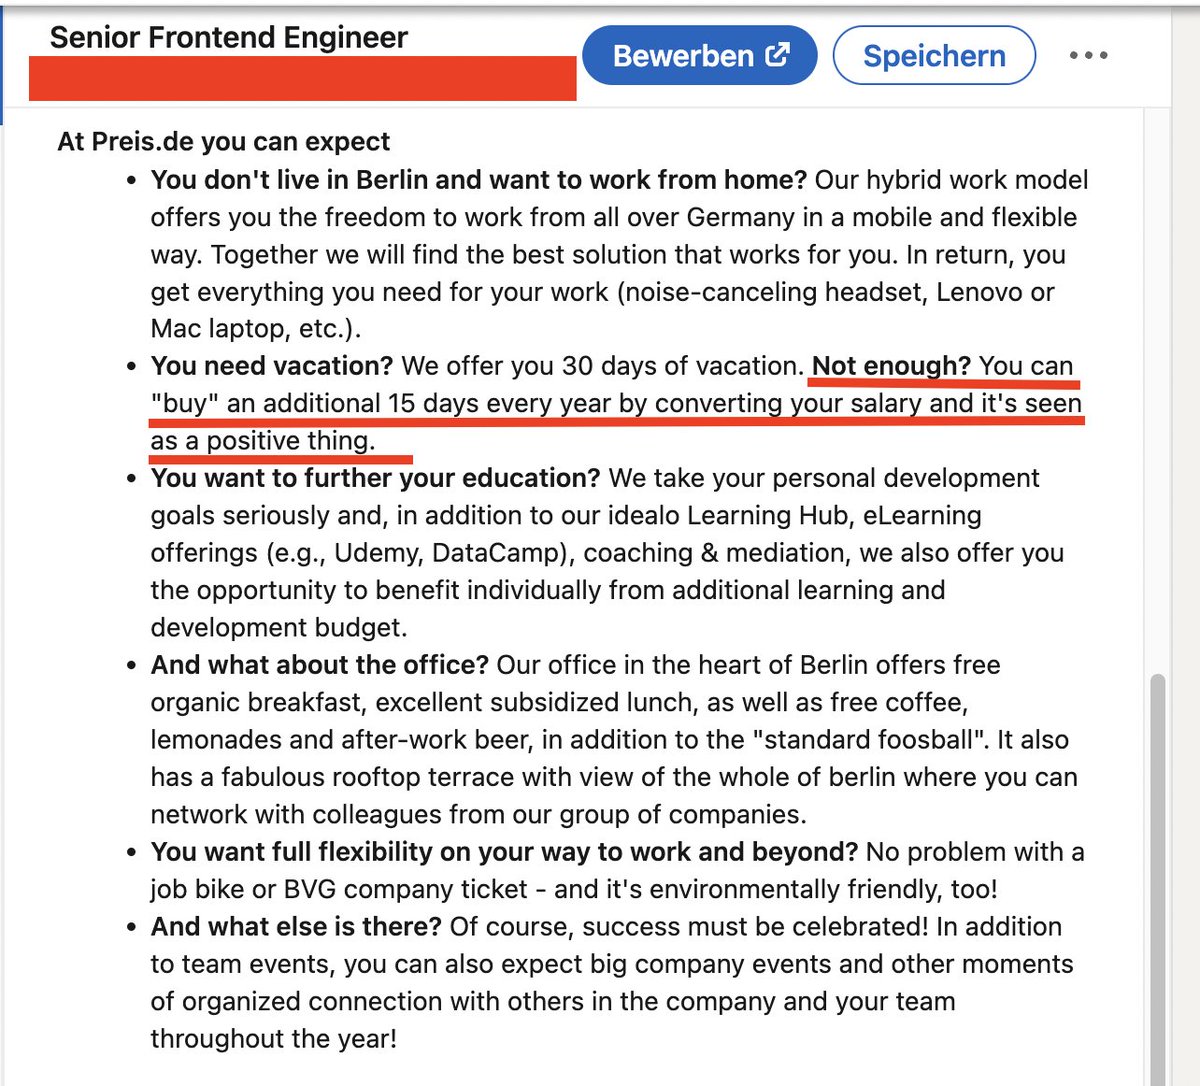 Senior Frontend Engineer
Bewerben
Speichern
At Preis.de you can expect
• You don't live in Berlin and want to work from home? Our hybrid work model
offers you the freedom to work from all over Germany in a mobile and flexible
way. Together we will find the best solution that works for you. In return, you
get everything you need for your work (noise-canceling headset, Lenovo or
Mac laptop, etc.).
• You need vacation? We offer you 30 days of vacation. Not enough? You can
"buy" an additional 15 days every year by converting your salary and it's seen
as a positive thing.
• You want to further your education? We take your personal development
goals seriously and, in addition to our idealo Learning Hub, eLearning
offerings (e.g., Udemy, DataCamp), coaching & mediation, we also offer you
the opportunity to benefit individually from additional learning and
development budget.
• And what about the office? Our office in the heart of Berlin offers free
organic breakfast, excellent subsidized lunch, as well as free coffee,
lemonades and after-work beer, in addition to the "standard foosball". It also
has a fabulous rooftop terrace with view of the whole of berlin where you can
network with colleagues from our group of companies.
• You want full flexibility on your way to work and beyond? No problem with a
job bike or BVG company ticket - and it's environmentally friendly, too!
• And what else is there? Of course, success must be celebrated! In addition
to team events, you can also expect big company events and other moments
of organized connection with others in the company and your team
throughout the year!